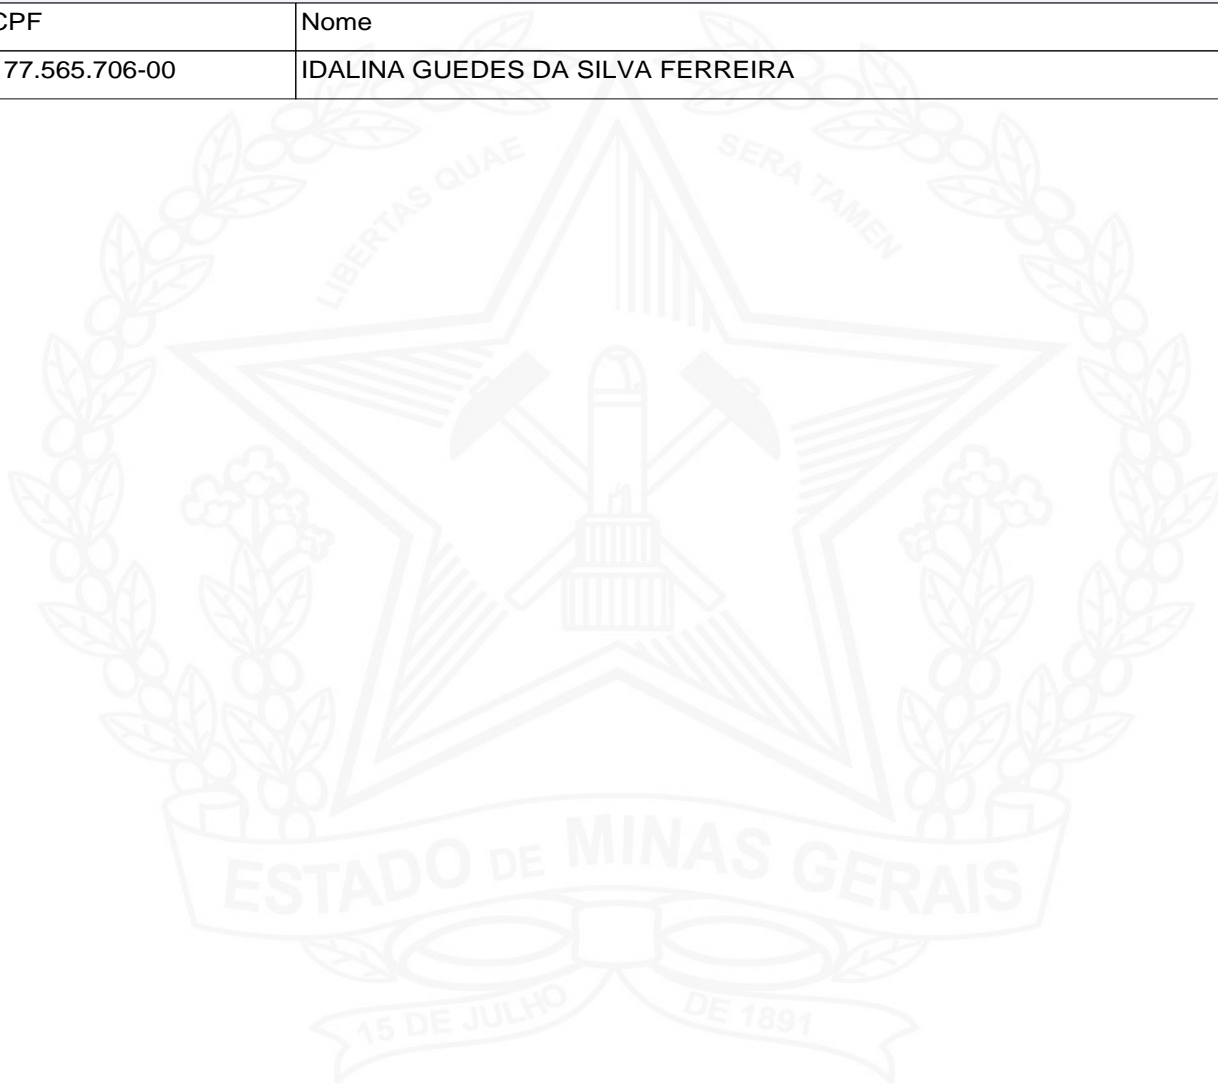 CPF Nome
77.565.706-00 IDALINA GUEDES DA SILVA FERREIRA
LIBERTAS QUAE SERA TAMEN
ESTADO DE MINAS GERAIS
15 DE JULHO DE 1891